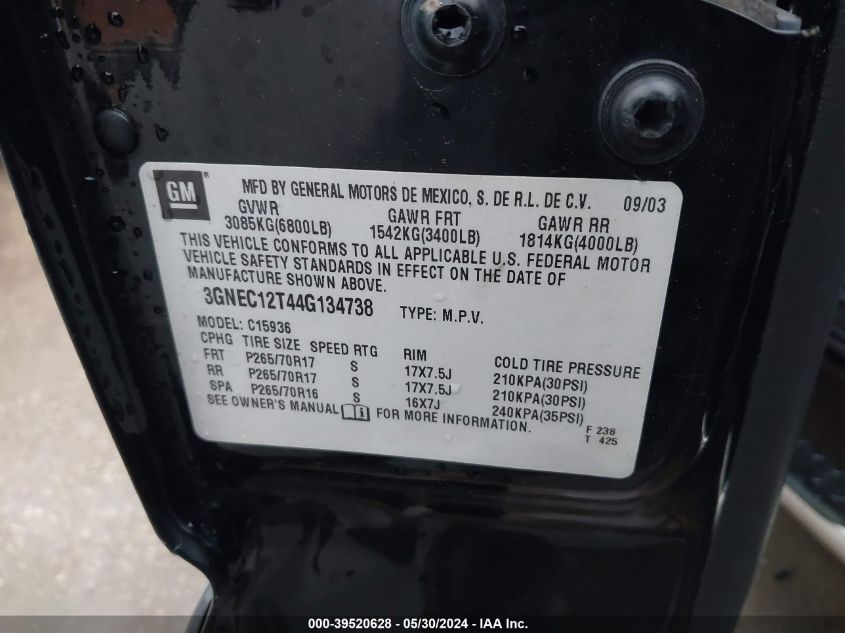 GM ® MFD BY GENERAL MOTORS DE MEXICO, S. DE R.L. DE C.V. 09/03
GVWR GAWR FRT GAWR RR
3085KG(6800LB) 1542KG(3400LB) 1814KG(4000LB)
THIS VEHICLE CONFORMS TO ALL APPLICABLE U.S. FEDERAL MOTOR
VEHICLE SAFETY STANDARDS IN EFFECT ON THE DATE OF
MANUFACTURE SHOWN ABOVE.
3GNEC12T44G134738 TYPE: M.P.V.
MODEL: C15936
CPHG TIRE SIZE SPEED RTG RIM COLD TIRE PRESSURE
FRT P265/70R17 S 17X7.5J 210KPA(30PSI)
RR P265/70R17 S 17X7.5J 210KPA(30PSI)
SPA P265/70R16 S 16X7J 240KPA(35PSI)
SEE OWNER'S MANUAL i FOR MORE INFORMATION.
F 238
T 425
000-39520628 - 05/30/2024 - IAA Inc.